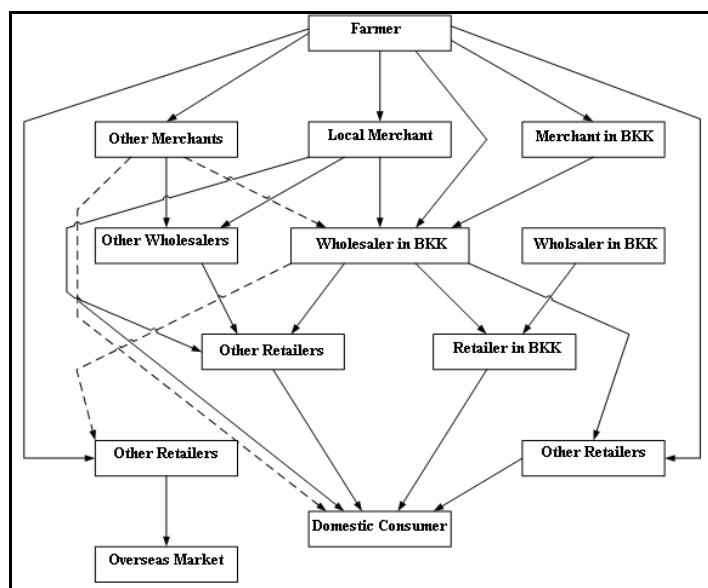 Farmer
Other Merchants
Local Merchant
Merchant in BKK
Other Wholesalers
Wholesaler in BKK
Wholsaler in BKK
Other Retailers
Retailer in BKK
Other Retailers
Other Retailers
Domestic Consumer
Overseas Market